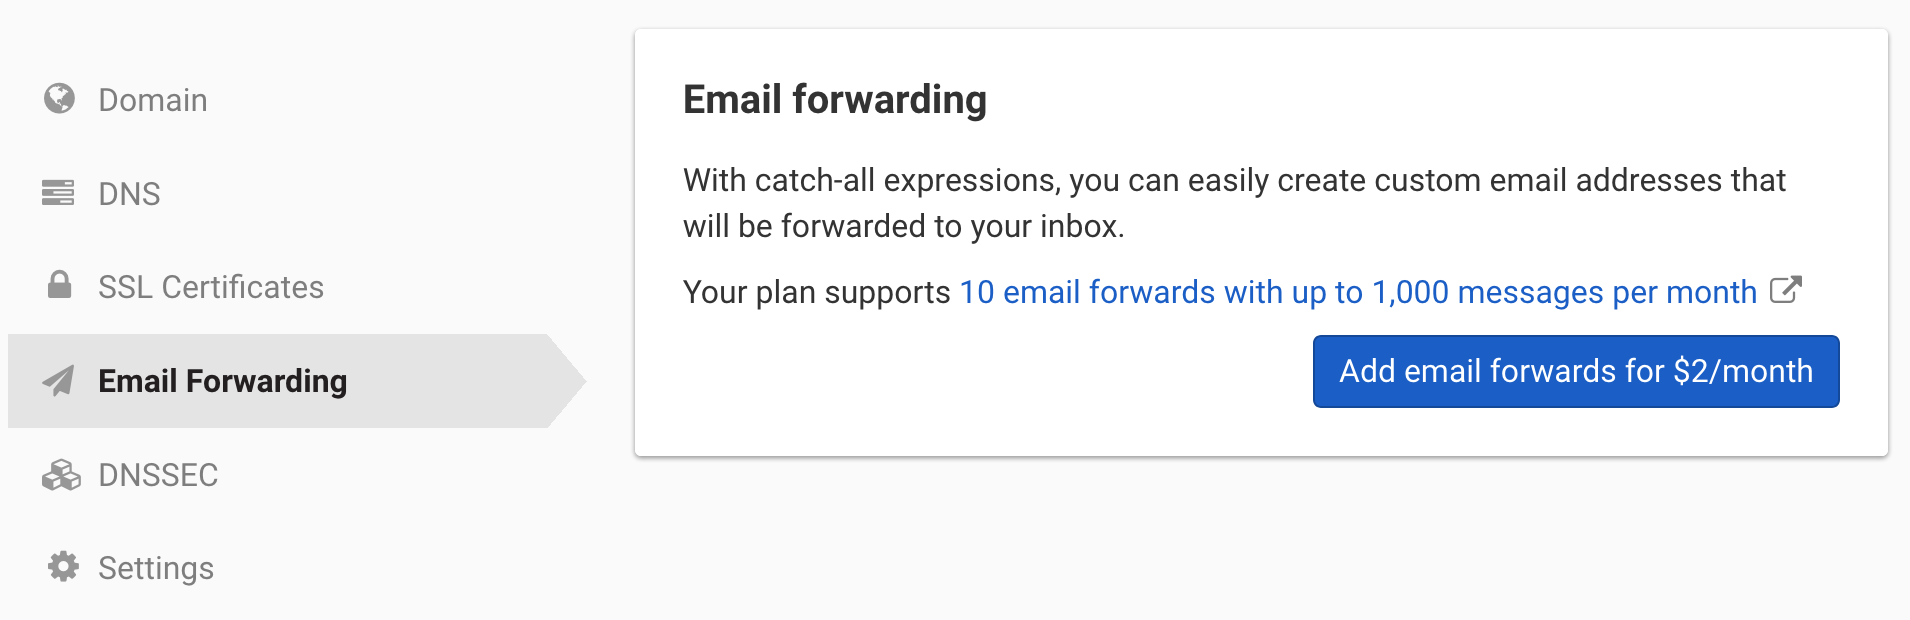 Domain
DNS
SSL Certificates
Email Forwarding
DNSSEC
Settings
Email forwarding
With catch-all expressions, you can easily create custom email addresses that
will be forwarded to your inbox.
Your plan supports 10 email forwards with up to 1,000 messages per month
Add email forwards for $2/month